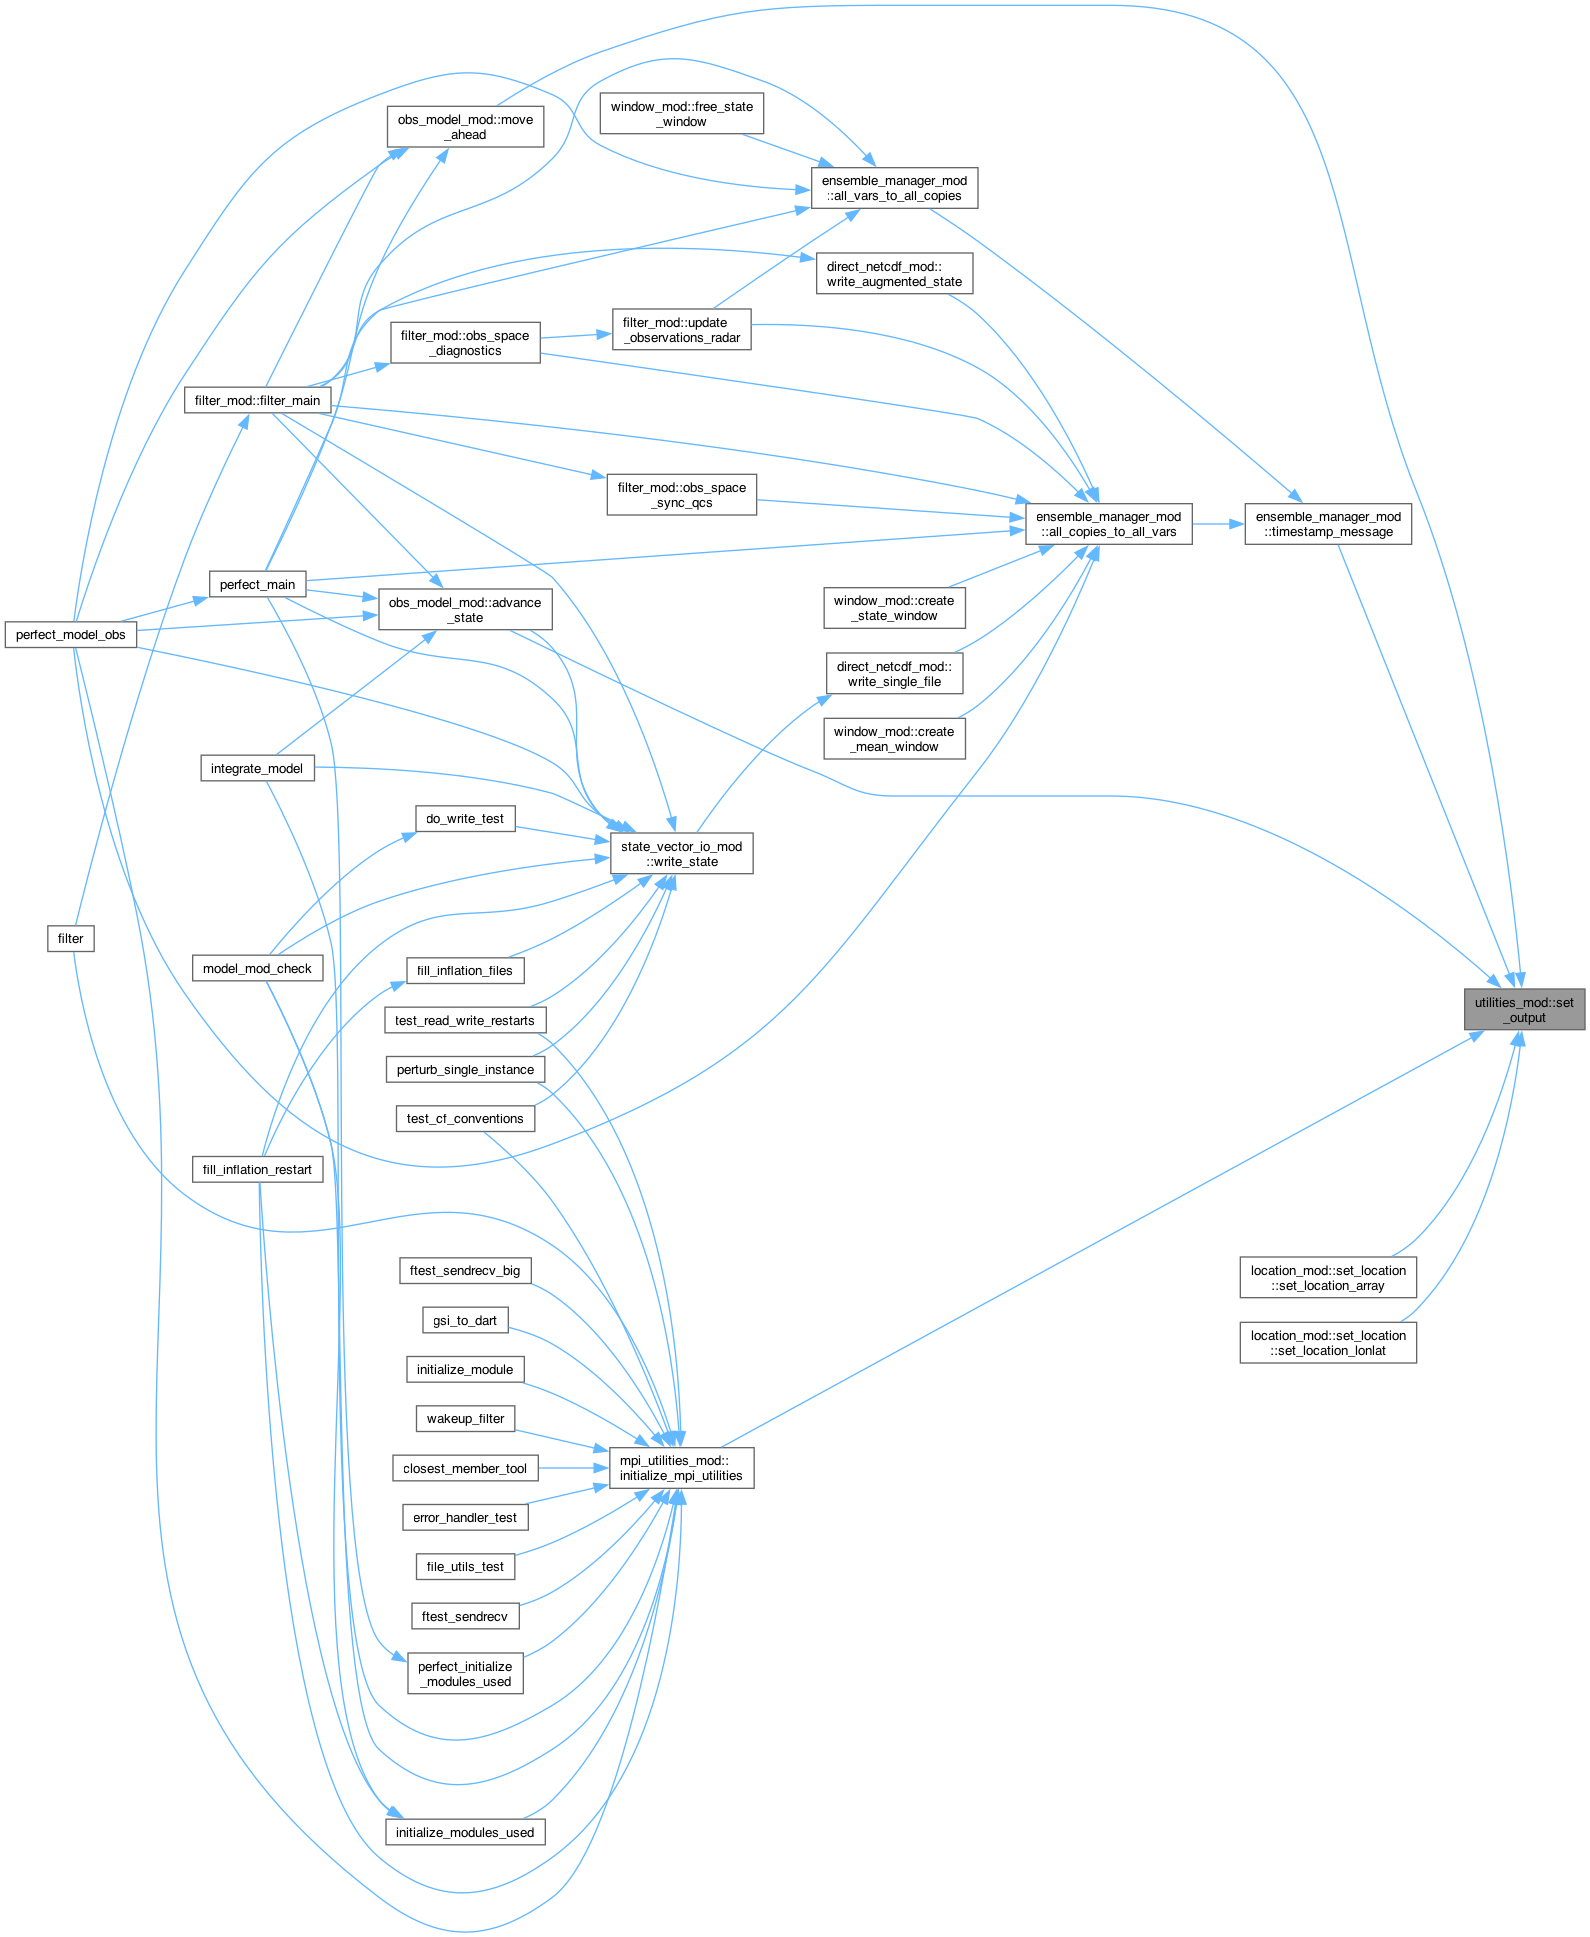 obs_model_mod::move
_ahead
window_mod::free_state
_window
ensemble_manager_mod
::all_vars_to_all_copies
direct_netcdf_mod::
write_augmented_state
filter_mod::update
_observations_radar
filter_mod::obs_space
_diagnostics
filter_mod::filter_main
filter_mod::obs_space
_sync_qcs
ensemble_manager_mod
::all_copies_to_all_vars
ensemble_manager_mod
::timestamp_message
perfect_main
obs_model_mod::advance
_state
window_mod::create
_state_window
perfect_model_obs
direct_netcdf_mod::
write_single_file
window_mod::create
_mean_window
integrate_model
do_write_test
state_vector_io_mod
::write_state
filter
model_mod_check
fill_inflation_files
utilities_mod::set
_output
test_read_write_restarts
perturb_single_instance
test_cf_conventions
fill_inflation_restart
ftest_sendrecv_big
location_mod::set_location
::set_location_array
gsi_to_dart
location_mod::set_location
::set_location_lonlat
initialize_module
wakeup_filter
mpi_utilities_mod::
initialize_mpi_utilities
closest_member_tool
error_handler_test
file_utils_test
ftest_sendrecv
perfect_initialize
_modules_used
initialize_modules_used